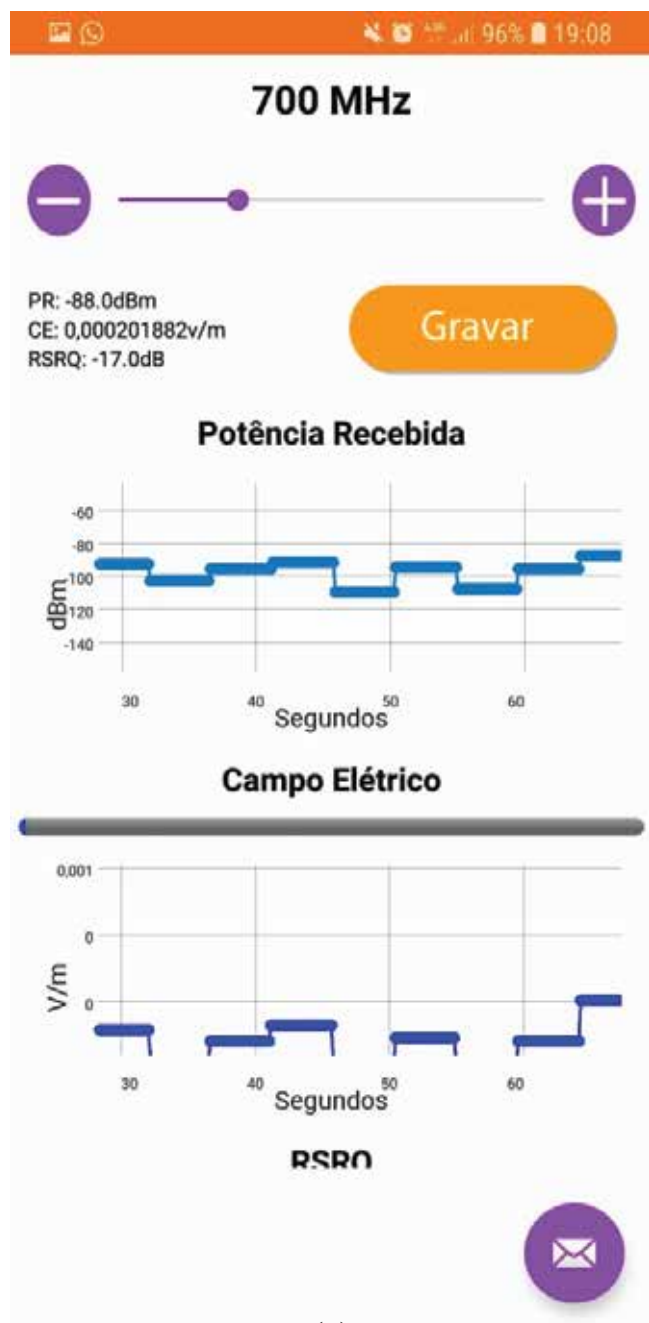 96% 19:08
700 MHz
PR: -88.0dBm
CE: 0,000201882v/m
RSRQ: -17.0dB
Gravar
Potência Recebida
-60
-80
-100
-120
-140
dBm
30 40 50 60
Segundos
Campo Elétrico
0,001
0
0
V/m
30 40 50 60
Segundos
RSRQ